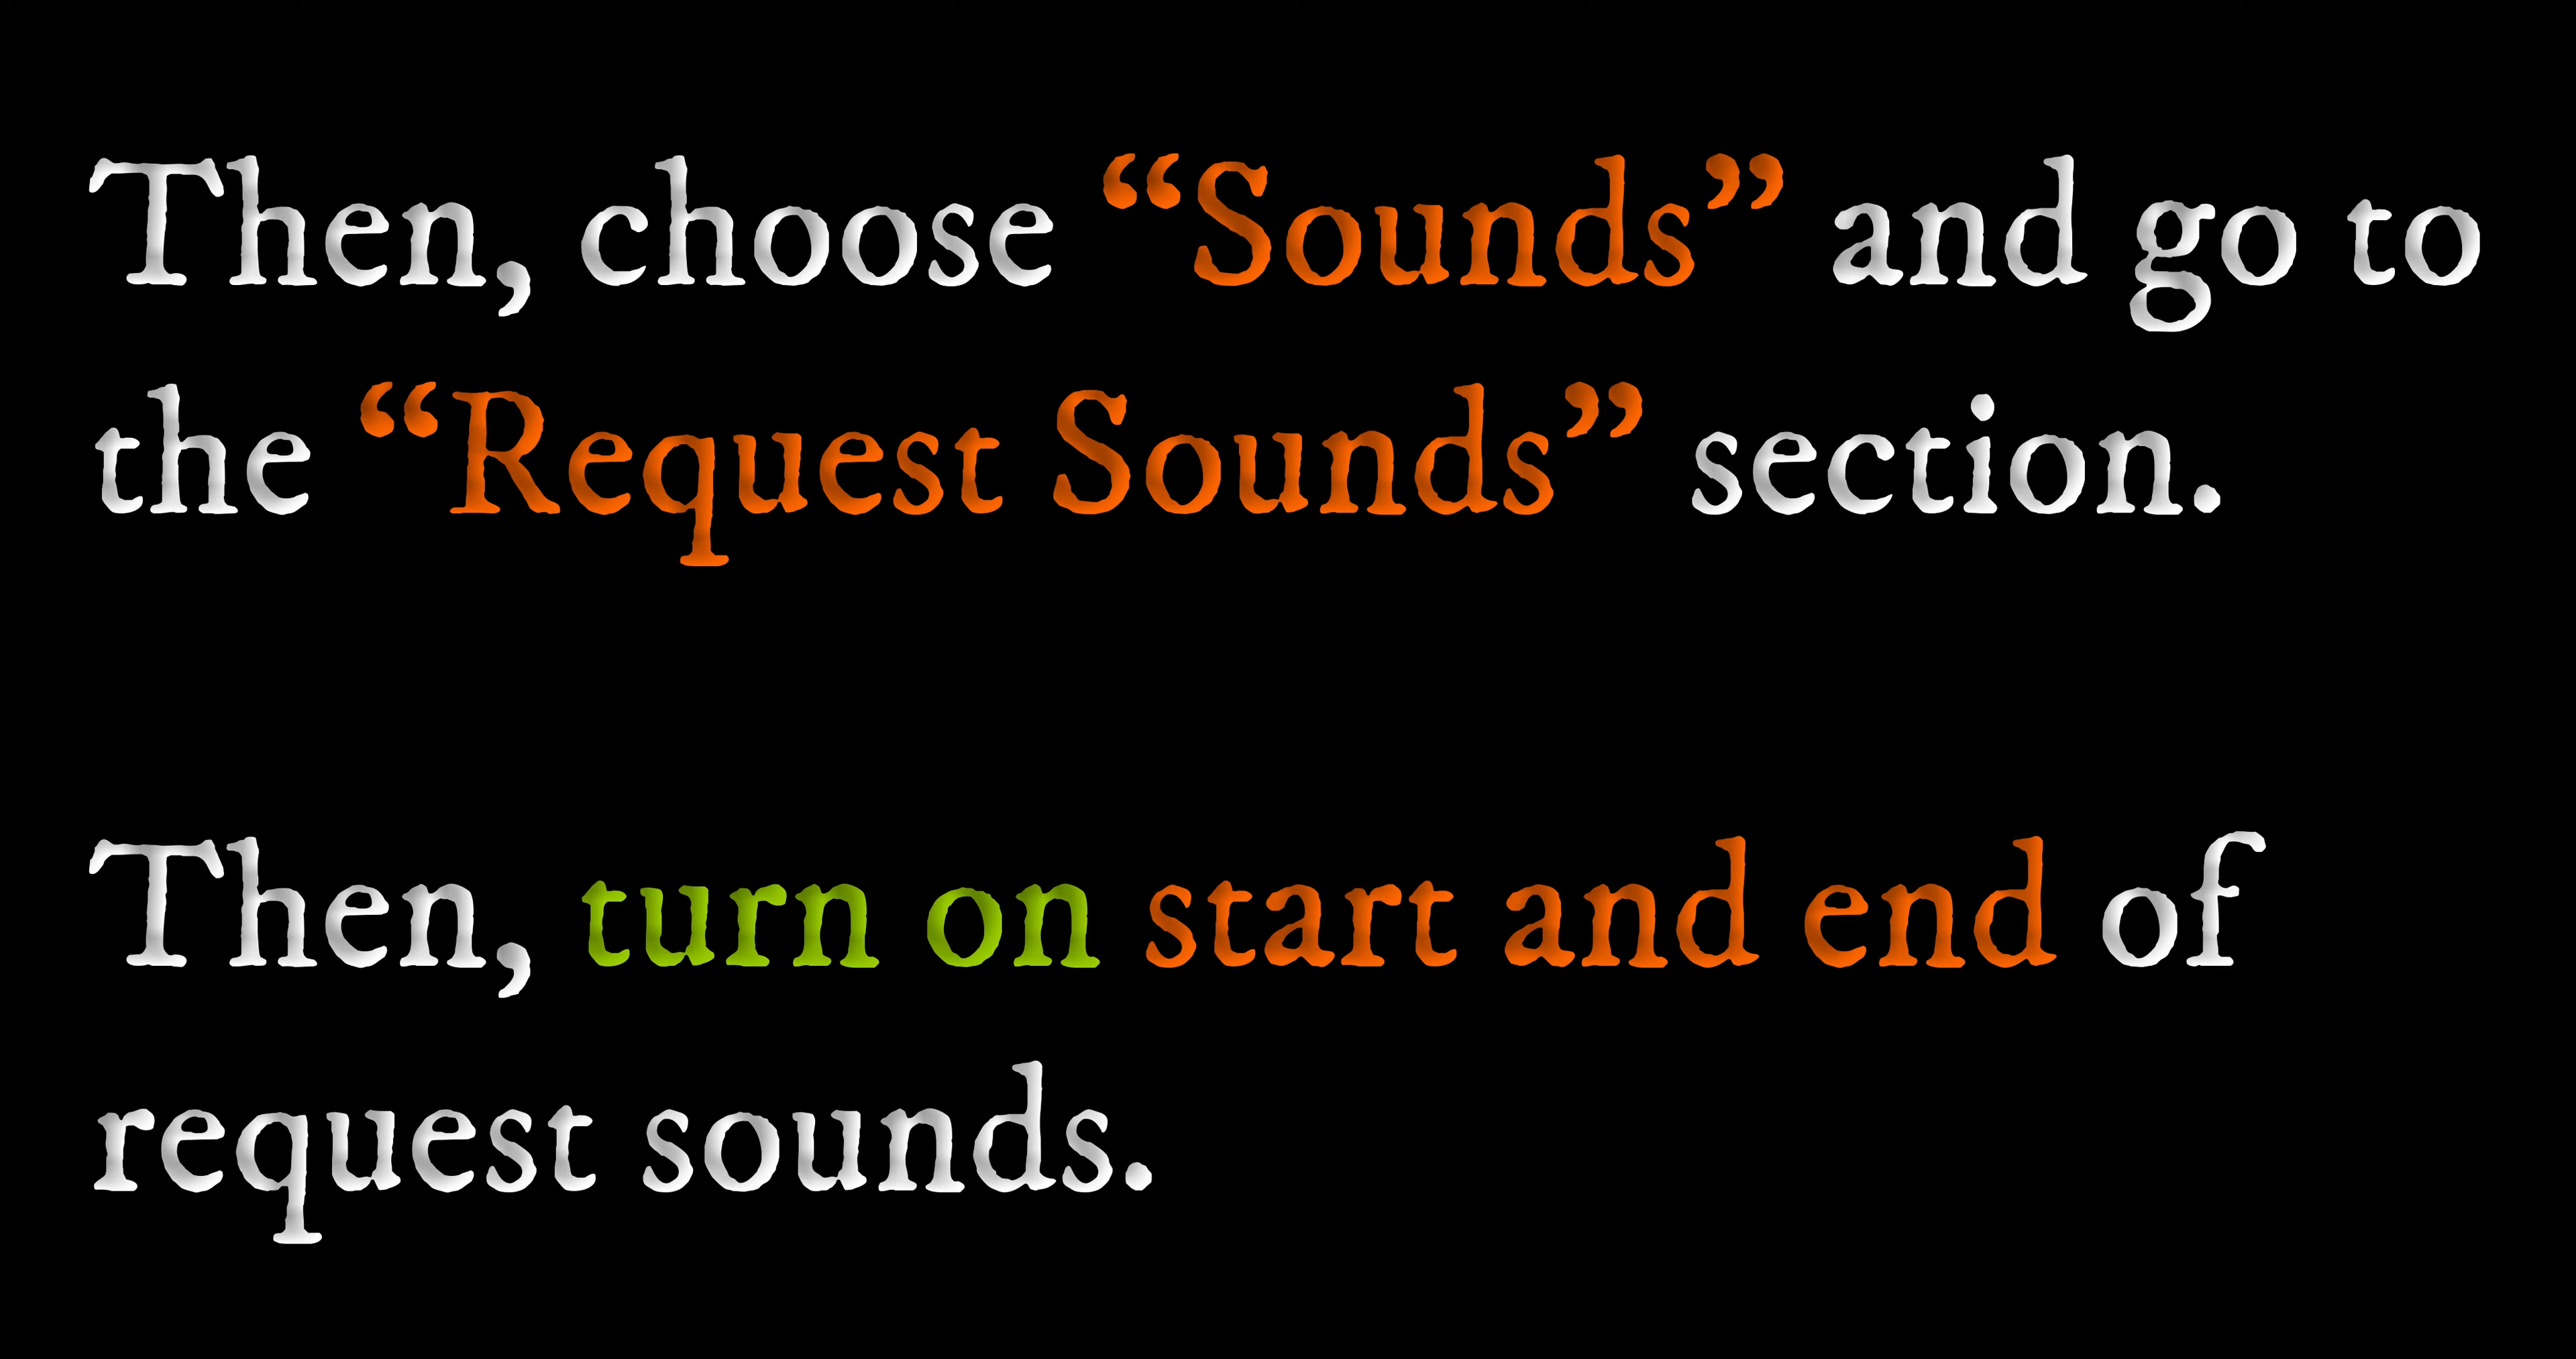 Then, choose “Sounds” and go to
the “Request Sounds” section.
Then, turn on start and end of
request sounds.